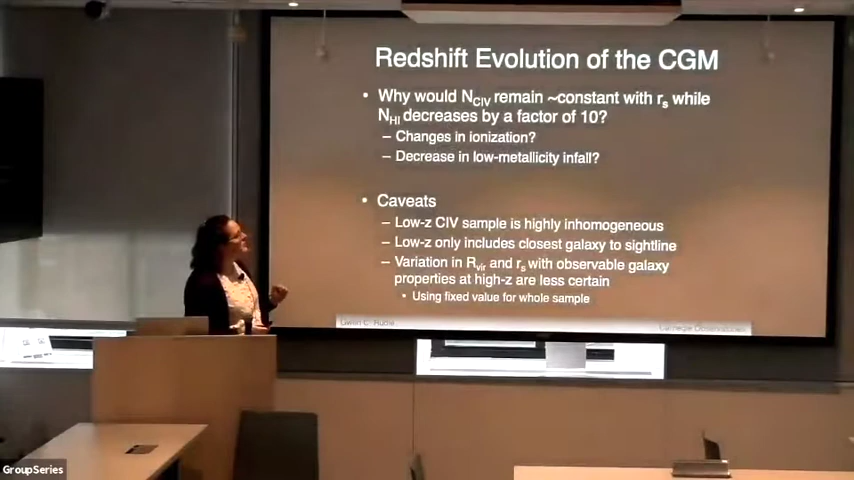 Redshift Evolution of the CGM
• Why would NCIV remain ~constant with rs while
NHI decreases by a factor of 10?
– Changes in ionization?
– Decrease in low-metallicity infall?
• Caveats
– Low-z CIV sample is highly inhomogeneous
– Low-z only includes closest galaxy to sightline
– Variation in Rvir and rs with observable galaxy
properties at high-z are less certain
• Using fixed value for whole sample
Carnegie Observatories
GroupSeries